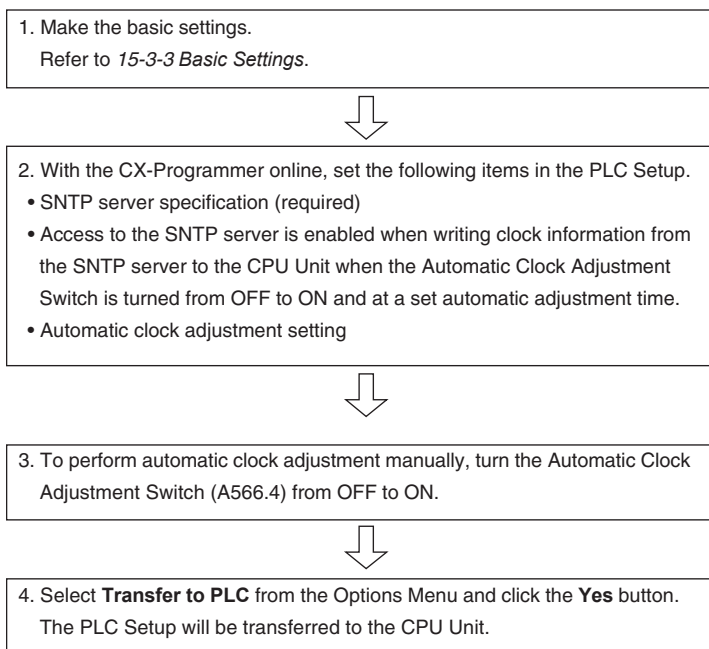 1. Make the basic settings.
Refer to 15-3-3 Basic Settings.
2. With the CX-Programmer online, set the following items in the PLC Setup.
• SNTP server specification (required)
• Access to the SNTP server is enabled when writing clock information from
the SNTP server to the CPU Unit when the Automatic Clock Adjustment
Switch is turned from OFF to ON and at a set automatic adjustment time.
• Automatic clock adjustment setting
3. To perform automatic clock adjustment manually, turn the Automatic Clock
Adjustment Switch (A566.4) from OFF to ON.
4. Select Transfer to PLC from the Options Menu and click the Yes button.
The PLC Setup will be transferred to the CPU Unit.